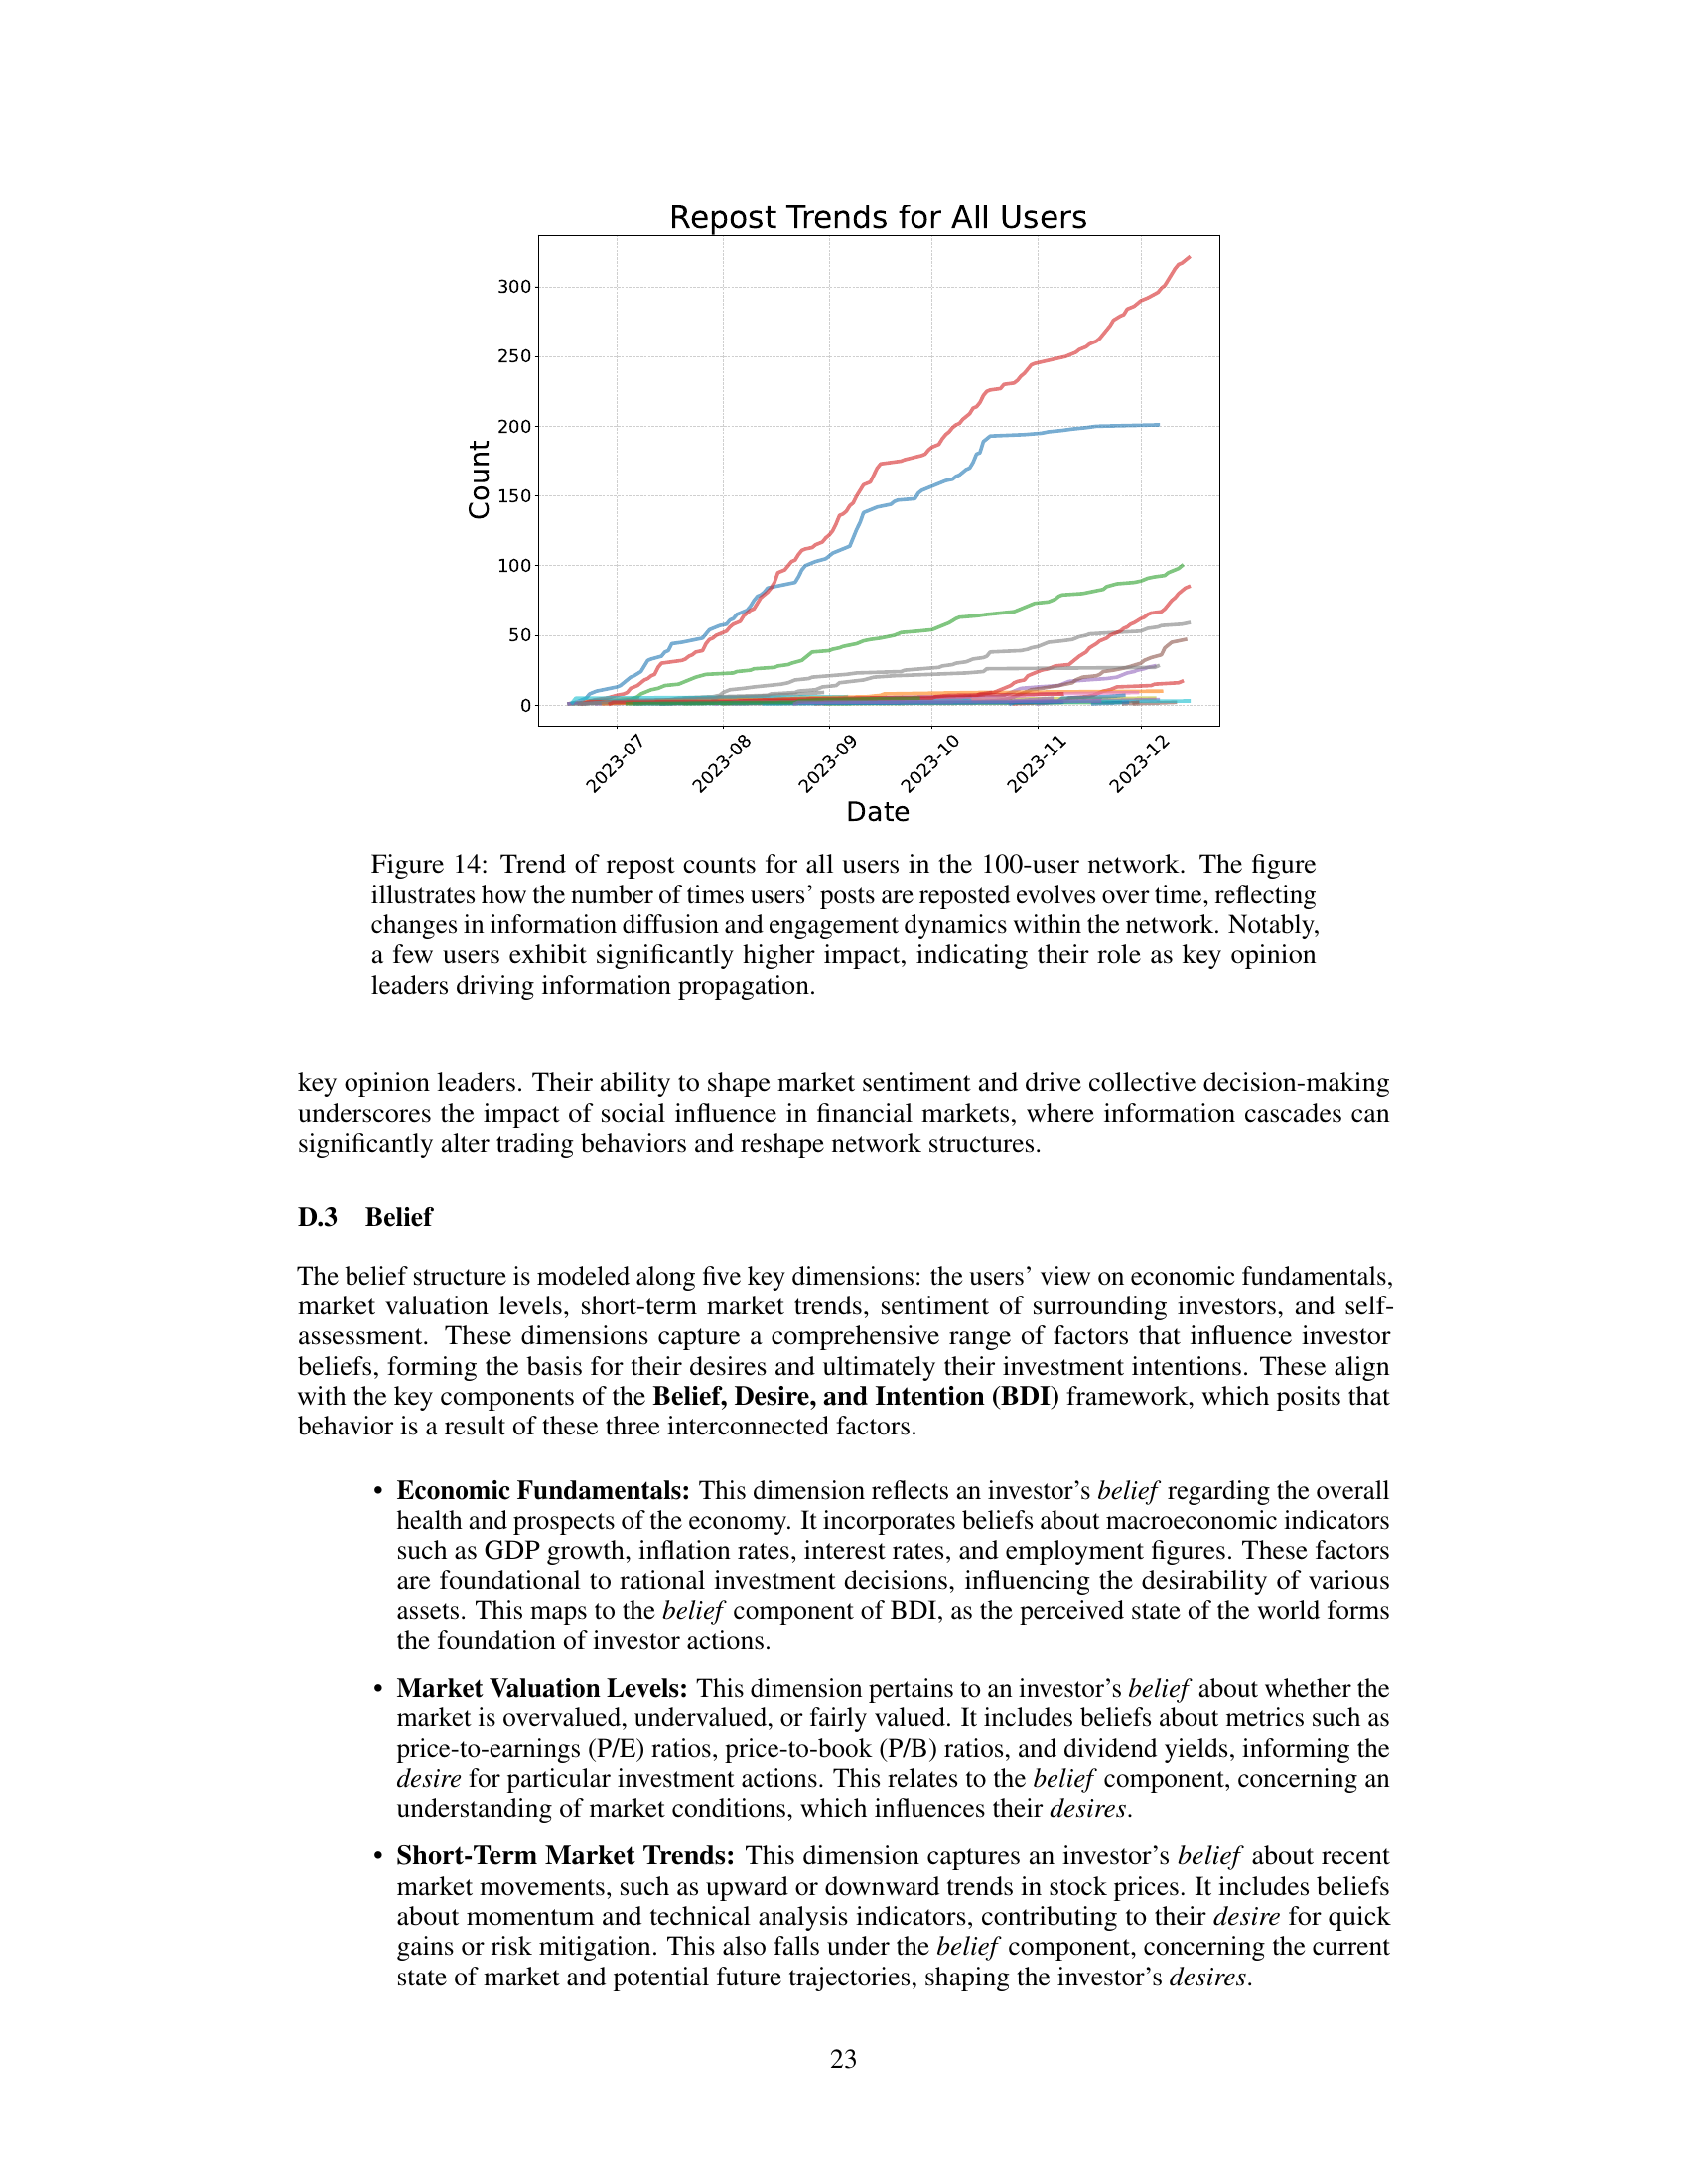 Repost Trends for All Users
300
250
200
150
100
50
0
Count
2023-07
2023-08
2023-09
2023-10
2023-11
2023-12
Date
Figure 14: Trend of repost counts for all users in the 100-user network. The figure
illustrates how the number of times users' posts are reposted evolves over time, reflecting
changes in information diffusion and engagement dynamics within the network. Notably,
a few users exhibit significantly higher impact, indicating their role as key opinion
leaders driving information propagation.
key opinion leaders. Their ability to shape market sentiment and drive collective decision-making
underscores the impact of social influence in financial markets, where information cascades can
significantly alter trading behaviors and reshape network structures.
D.3 Belief
The belief structure is modeled along five key dimensions: the users' view on economic fundamentals,
market valuation levels, short-term market trends, sentiment of surrounding investors, and self-
assessment. These dimensions capture a comprehensive range of factors that influence investor
beliefs, forming the basis for their desires and ultimately their investment intentions. These align
with the key components of the Belief, Desire, and Intention (BDI) framework, which posits that
behavior is a result of these three interconnected factors.
• Economic Fundamentals: This dimension reflects an investor's belief regarding the overall
health and prospects of the economy. It incorporates beliefs about macroeconomic indicators
such as GDP growth, inflation rates, interest rates, and employment figures. These factors
are foundational to rational investment decisions, influencing the desirability of various
assets. This maps to the belief component of BDI, as the perceived state of the world forms
the foundation of investor actions.
• Market Valuation Levels: This dimension pertains to an investor's belief about whether the
market is overvalued, undervalued, or fairly valued. It includes beliefs about metrics such as
price-to-earnings (P/E) ratios, price-to-book (P/B) ratios, and dividend yields, informing the
desire for particular investment actions. This relates to the belief component, concerning an
understanding of market conditions, which influences their desires.
• Short-Term Market Trends: This dimension captures an investor's belief about recent
market movements, such as upward or downward trends in stock prices. It includes beliefs
about momentum and technical analysis indicators, contributing to their desire for quick
gains or risk mitigation. This also falls under the belief component, concerning the current
state of market and potential future trajectories, shaping the investor's desires.
23